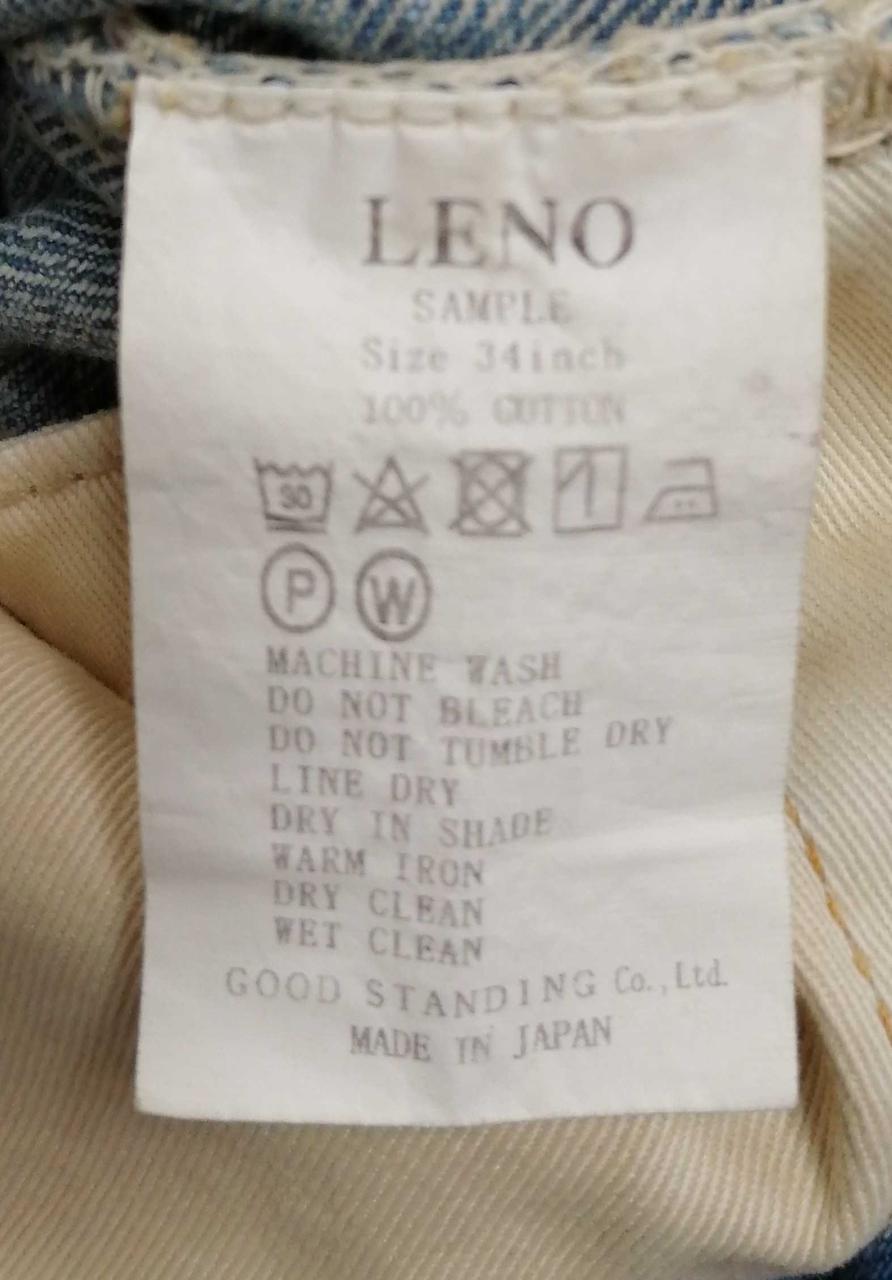 LENO
SAMPLE
Size 34inch
100% COTTON
30
P W
MACHINE WASH
DO NOT BLEACH
DO NOT TUMBLE DRY
LINE DRY
DRY IN SHADE
WARM IRON
DRY CLEAN
WET CLEAN
GOOD STANDING Co.,Ltd.
MADE IN JAPAN